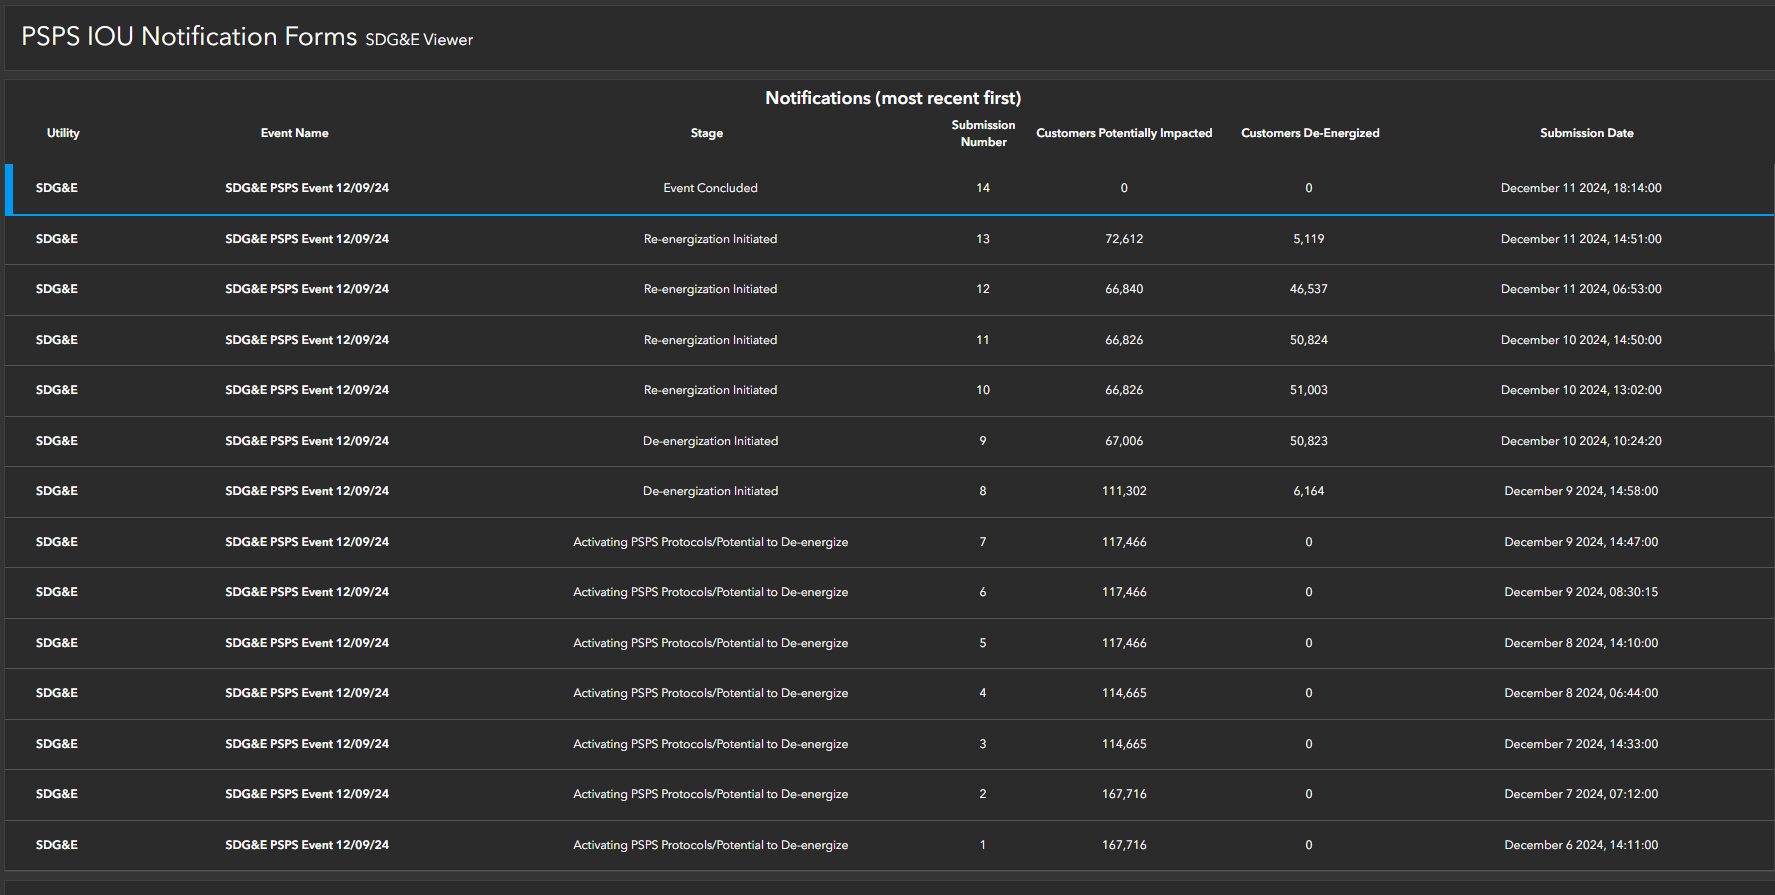 PSPS IOU Notification Forms SDG&E Viewer
Notifications (most recent first)
Utility Event Name Stage Submission Number Customers Potentially Impacted Customers De-Energized Submission Date
SDG&E SDG&E PSPS Event 12/09/24 Event Concluded 14 0 0 December 11 2024, 18:14:00
SDG&E SDG&E PSPS Event 12/09/24 Re-energization Initiated 13 72,612 5,119 December 11 2024, 14:51:00
SDG&E SDG&E PSPS Event 12/09/24 Re-energization Initiated 12 66,840 46,537 December 11 2024, 06:53:00
SDG&E SDG&E PSPS Event 12/09/24 Re-energization Initiated 11 66,826 50,824 December 10 2024, 14:50:00
SDG&E SDG&E PSPS Event 12/09/24 Re-energization Initiated 10 66,826 51,003 December 10 2024, 13:02:00
SDG&E SDG&E PSPS Event 12/09/24 De-energization Initiated 9 67,006 50,823 December 10 2024, 10:24:20
SDG&E SDG&E PSPS Event 12/09/24 De-energization Initiated 8 111,302 6,164 December 9 2024, 14:58:00
SDG&E SDG&E PSPS Event 12/09/24 Activating PSPS Protocols/Potential to De-energize 7 117,466 0 December 9 2024, 14:47:00
SDG&E SDG&E PSPS Event 12/09/24 Activating PSPS Protocols/Potential to De-energize 6 117,466 0 December 9 2024, 08:30:15
SDG&E SDG&E PSPS Event 12/09/24 Activating PSPS Protocols/Potential to De-energize 5 117,466 0 December 8 2024, 14:10:00
SDG&E SDG&E PSPS Event 12/09/24 Activating PSPS Protocols/Potential to De-energize 4 114,665 0 December 8 2024, 06:44:00
SDG&E SDG&E PSPS Event 12/09/24 Activating PSPS Protocols/Potential to De-energize 3 114,665 0 December 7 2024, 14:33:00
SDG&E SDG&E PSPS Event 12/09/24 Activating PSPS Protocols/Potential to De-energize 2 167,716 0 December 7 2024, 07:12:00
SDG&E SDG&E PSPS Event 12/09/24 Activating PSPS Protocols/Potential to De-energize 1 167,716 0 December 6 2024, 14:11:00